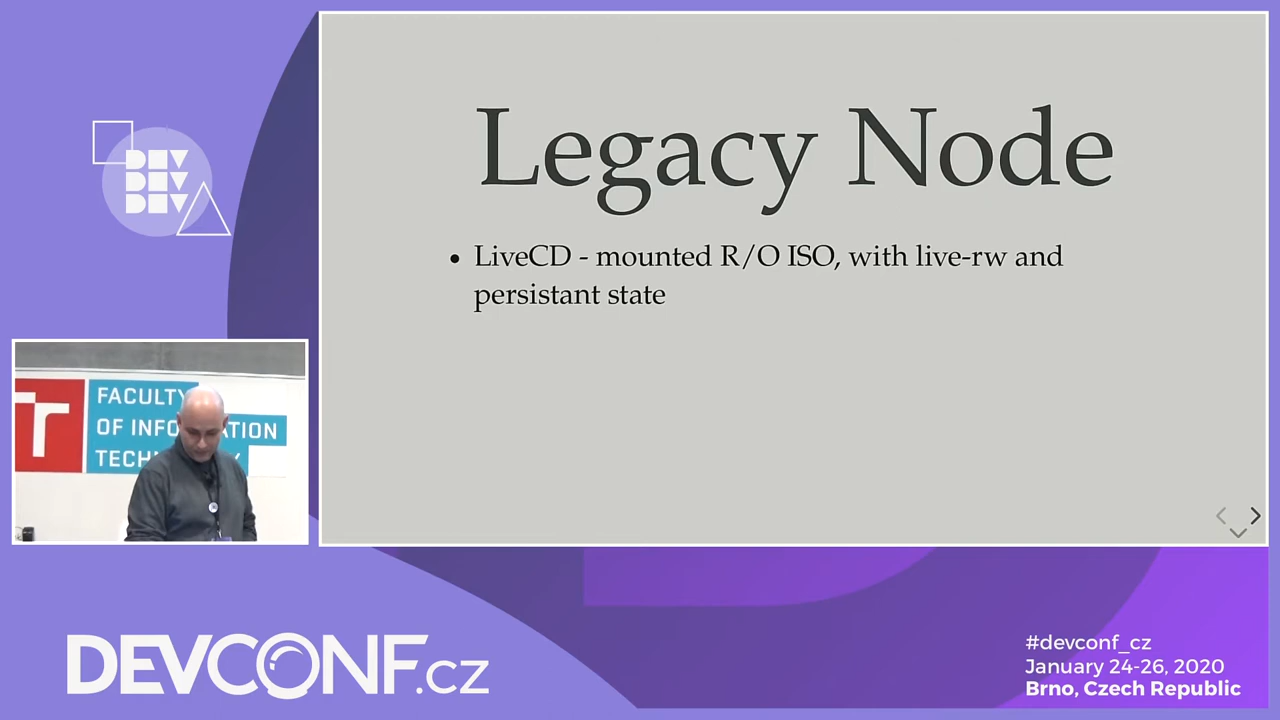 DEV
DEV
DEV
Legacy Node
• LiveCD - mounted R/O ISO, with live-rw and
persistant state
FACULTY
OF INFO ATION
TECH Y
DEVCONF.cz
#devconf_cz
January 24-26, 2020
Brno, Czech Republic